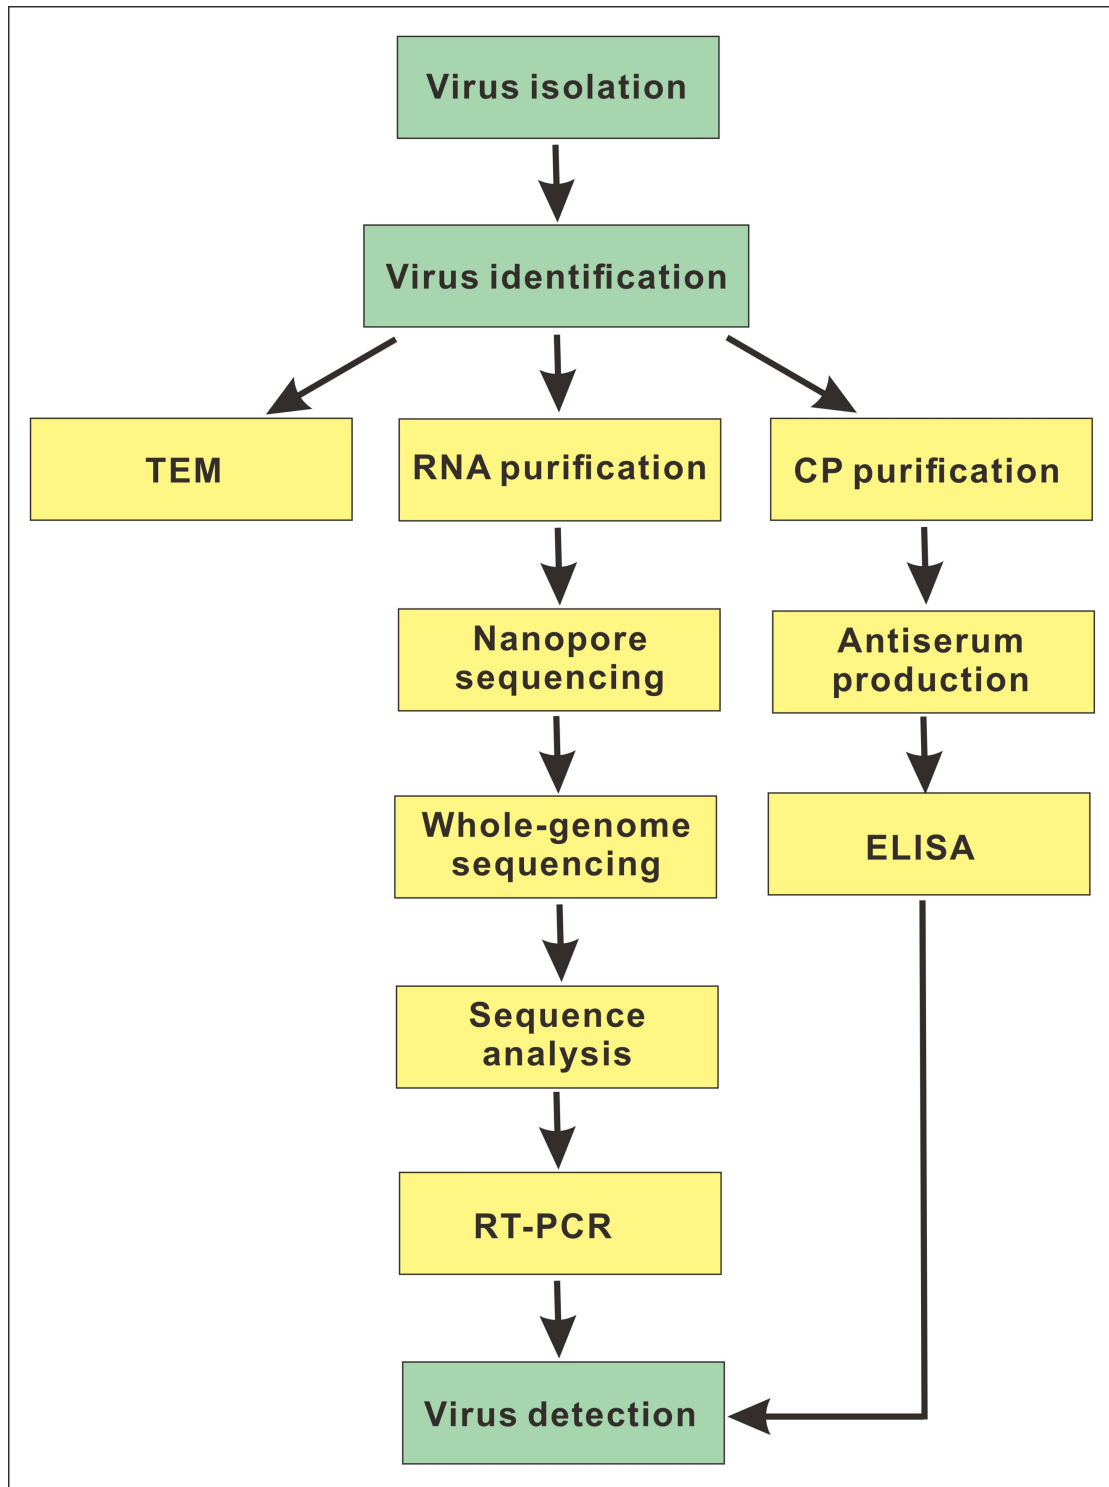 Virus isolation
Virus identification
TEM
RNA purification
CP purification
Nanopore
sequencing
Antiserum
production
Whole-genome
sequencing
ELISA
Sequence
analysis
RT-PCR
Virus detection